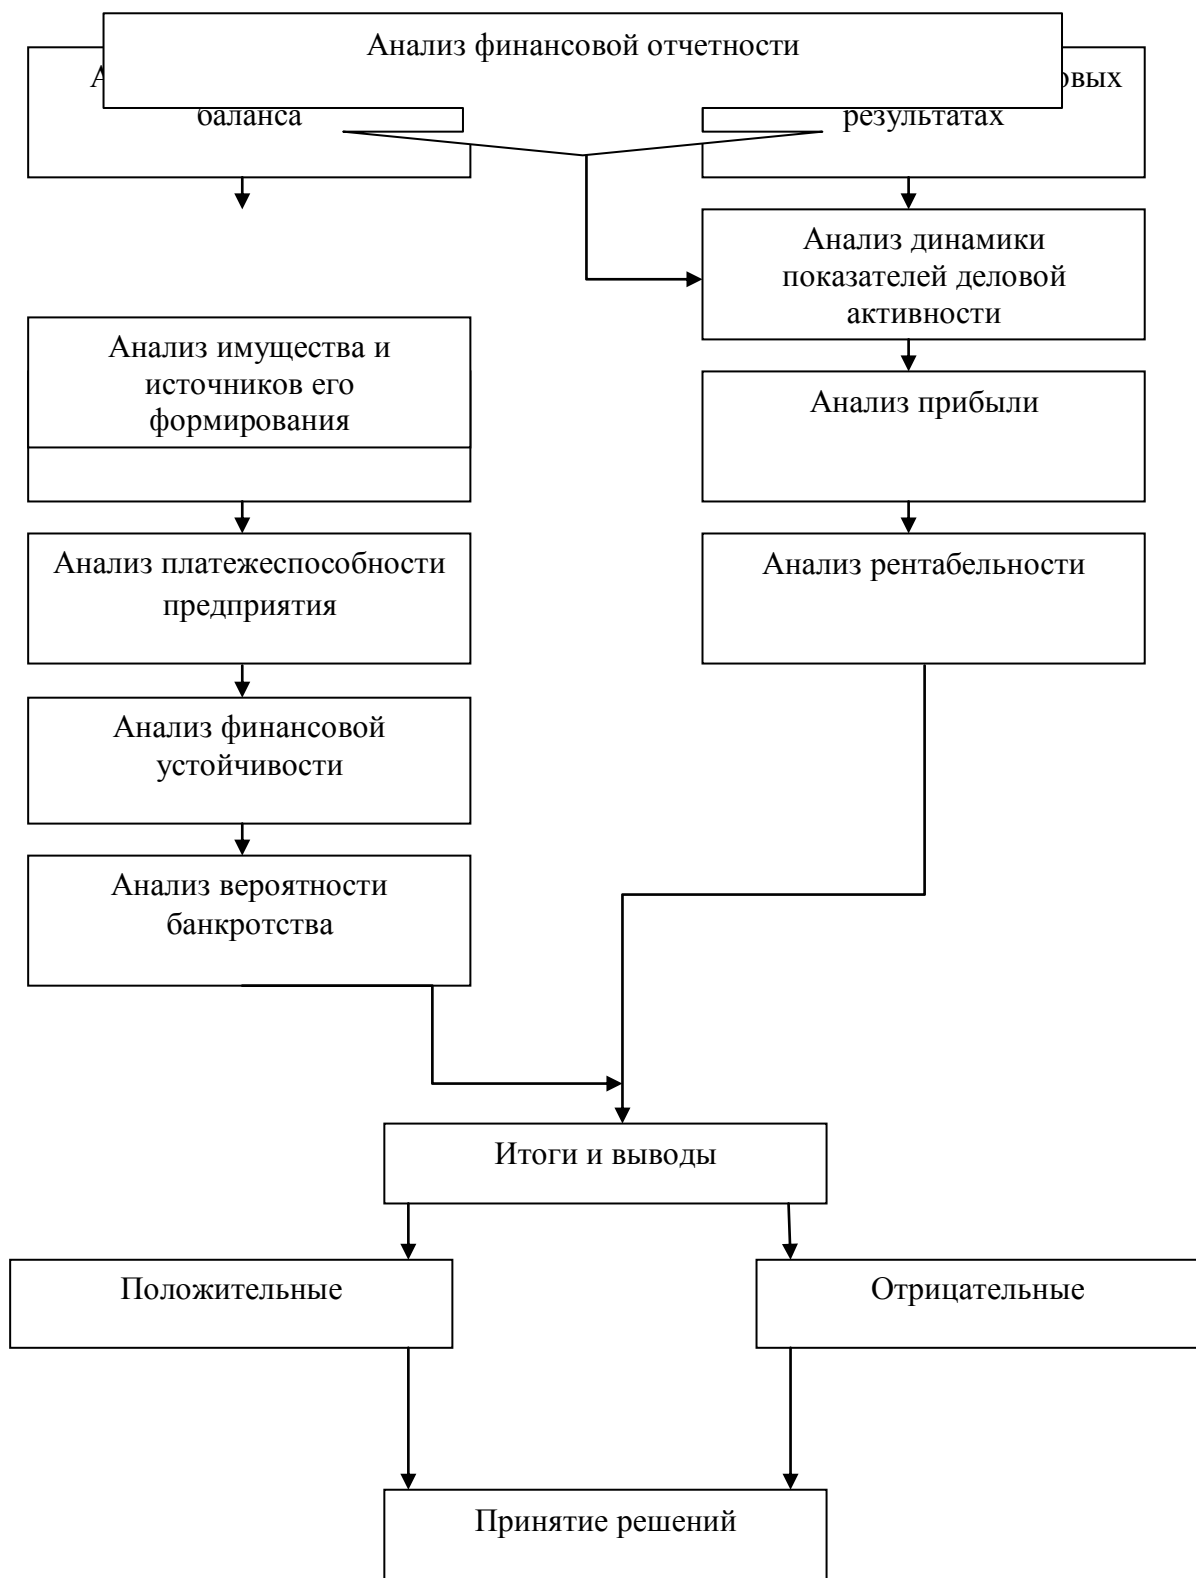 Анализ финансовой отчетности
баланса
результатах
Анализ динамики
показателей деловой
активности
Анализ имущества и
источников его
формирования
Анализ прибыли
Анализ платежеспособности
предприятия
Анализ рентабельности
Анализ финансовой
устойчивости
Анализ вероятности
банкротства
Итоги и выводы
Положительные
Отрицательные
Принятие решений